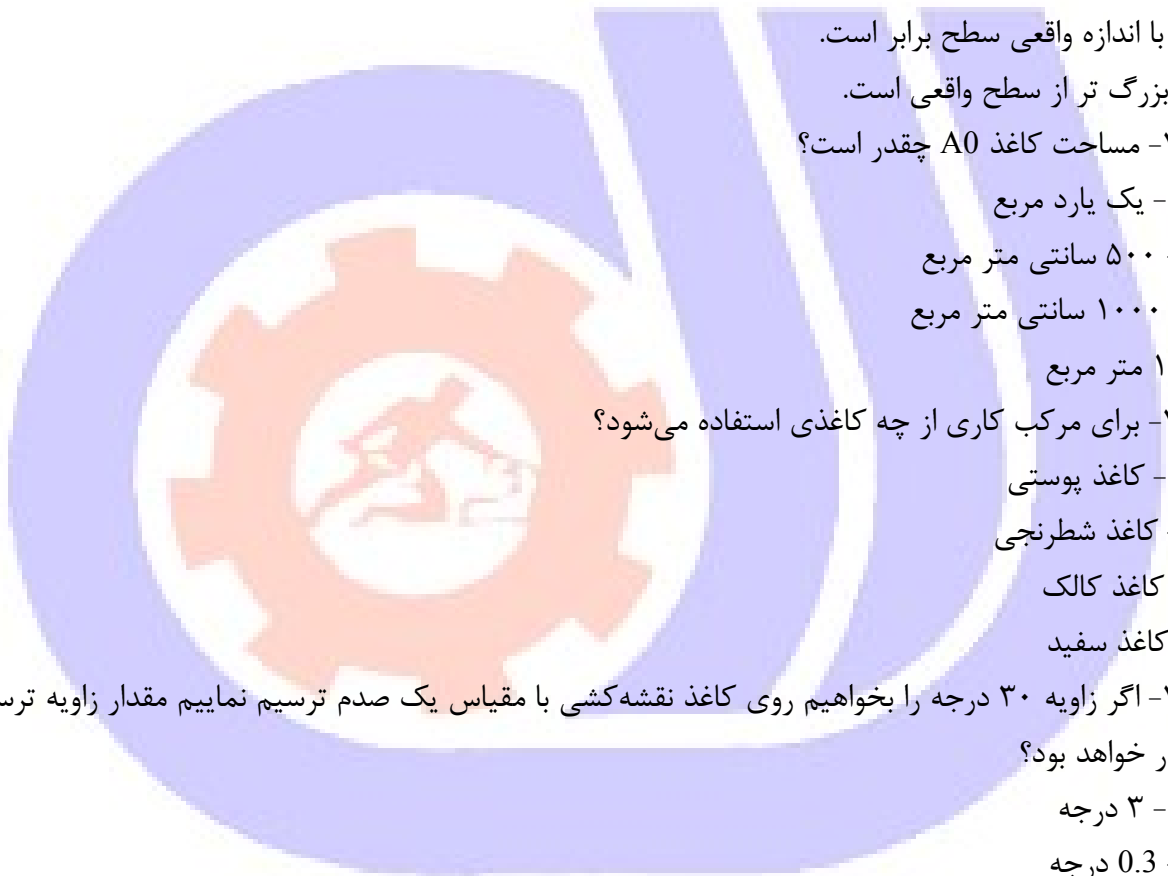 با اندازه واقعی سطح برابر است.
بزرگ تر از سطح واقعی است.
- مساحت کاغذ A0 چقدر است؟
- یک یارد مربع
- ۵۰۰ سانتی متر مربع
۱۰۰۰ سانتی متر مربع
۱ متر مربع
- برای مرکب کاری از چه کاغذی استفاده می‌شود؟
- کاغذ پوستی
- کاغذ شطرنجی
کاغذ کالک
کاغذ سفید
- اگر زاویه ۳۰ درجه را بخواهیم روی کاغذ نقشه‌کشی با مقیاس یک صدم ترسیم نماییم مقدار زاویه
خواهد بود؟
- ۳ درجه
- 0.3 درجه